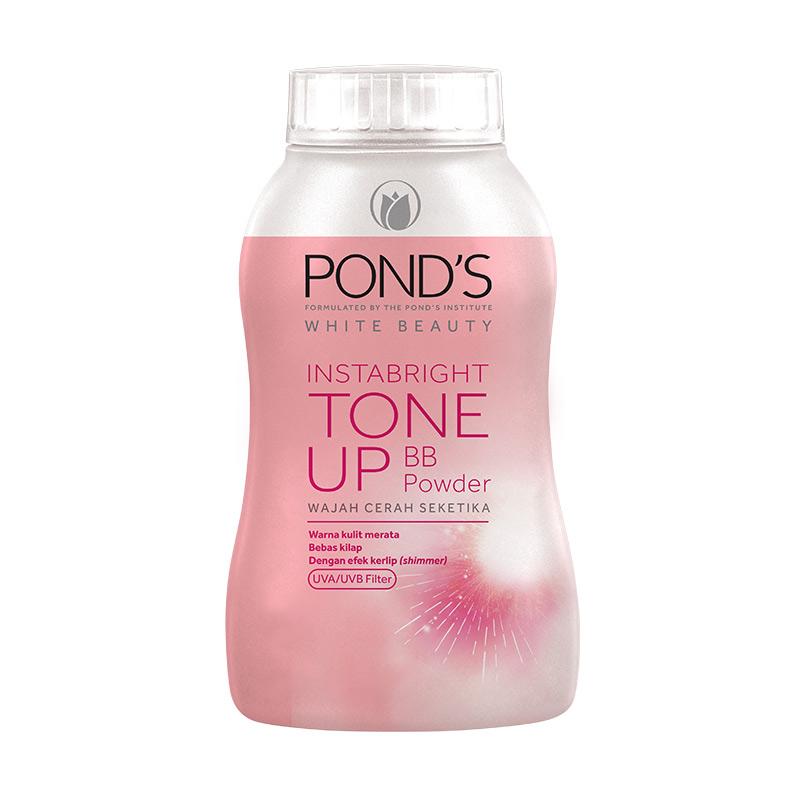 POND'S
FORMULATED BY THE POND'S INSTITUTE
WHITE BEAUTY
INSTABRIGHT
TONE
UP BB
Powder
WAJAH CERAH SEKETIKA
Warna kulit merata
Bebas kilap
Dengan efek kerlip (shimmer)
UVA/UVB Filter